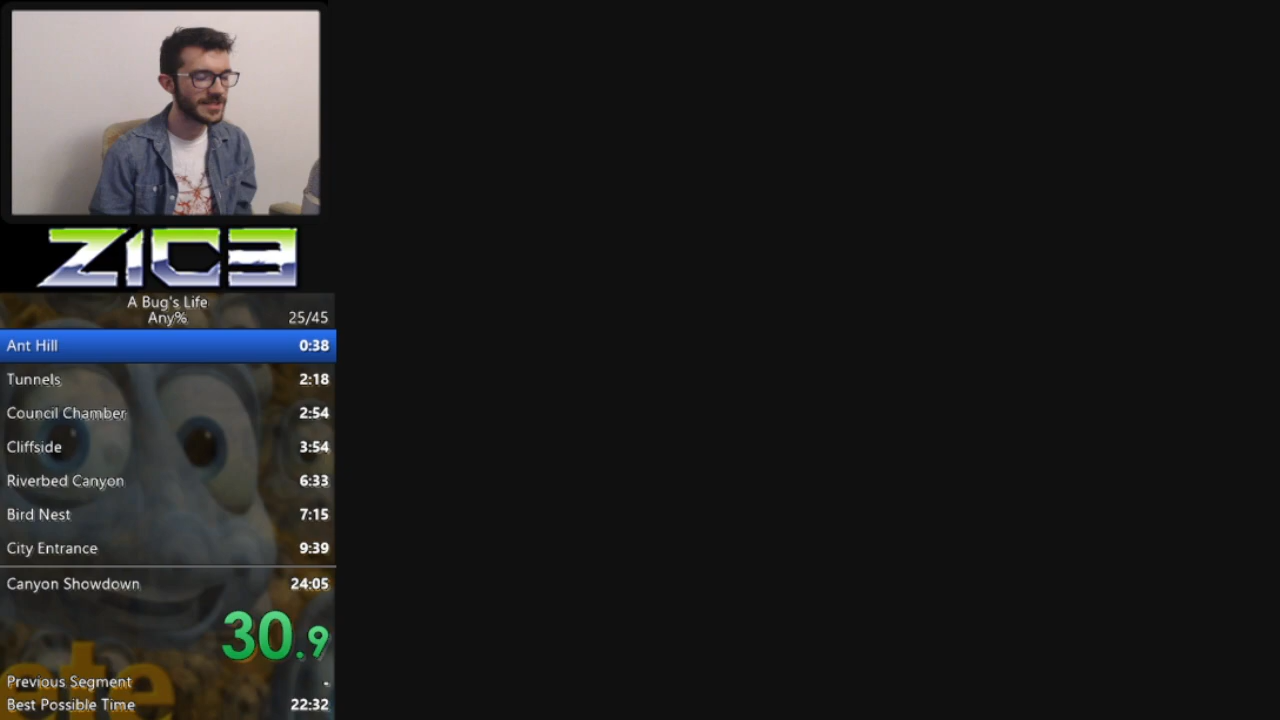 ZIC3
A Bug's Life
Any% 25/45
Ant Hill 0:38
Tunnels 2:18
Council Chamber 2:54
Cliffside 3:54
Riverbed Canyon 6:33
Bird Nest 7:15
City Entrance 9:39
Canyon Showdown 24:05
30.9
ete
Previous Segment -
Best Possible Time 22:32